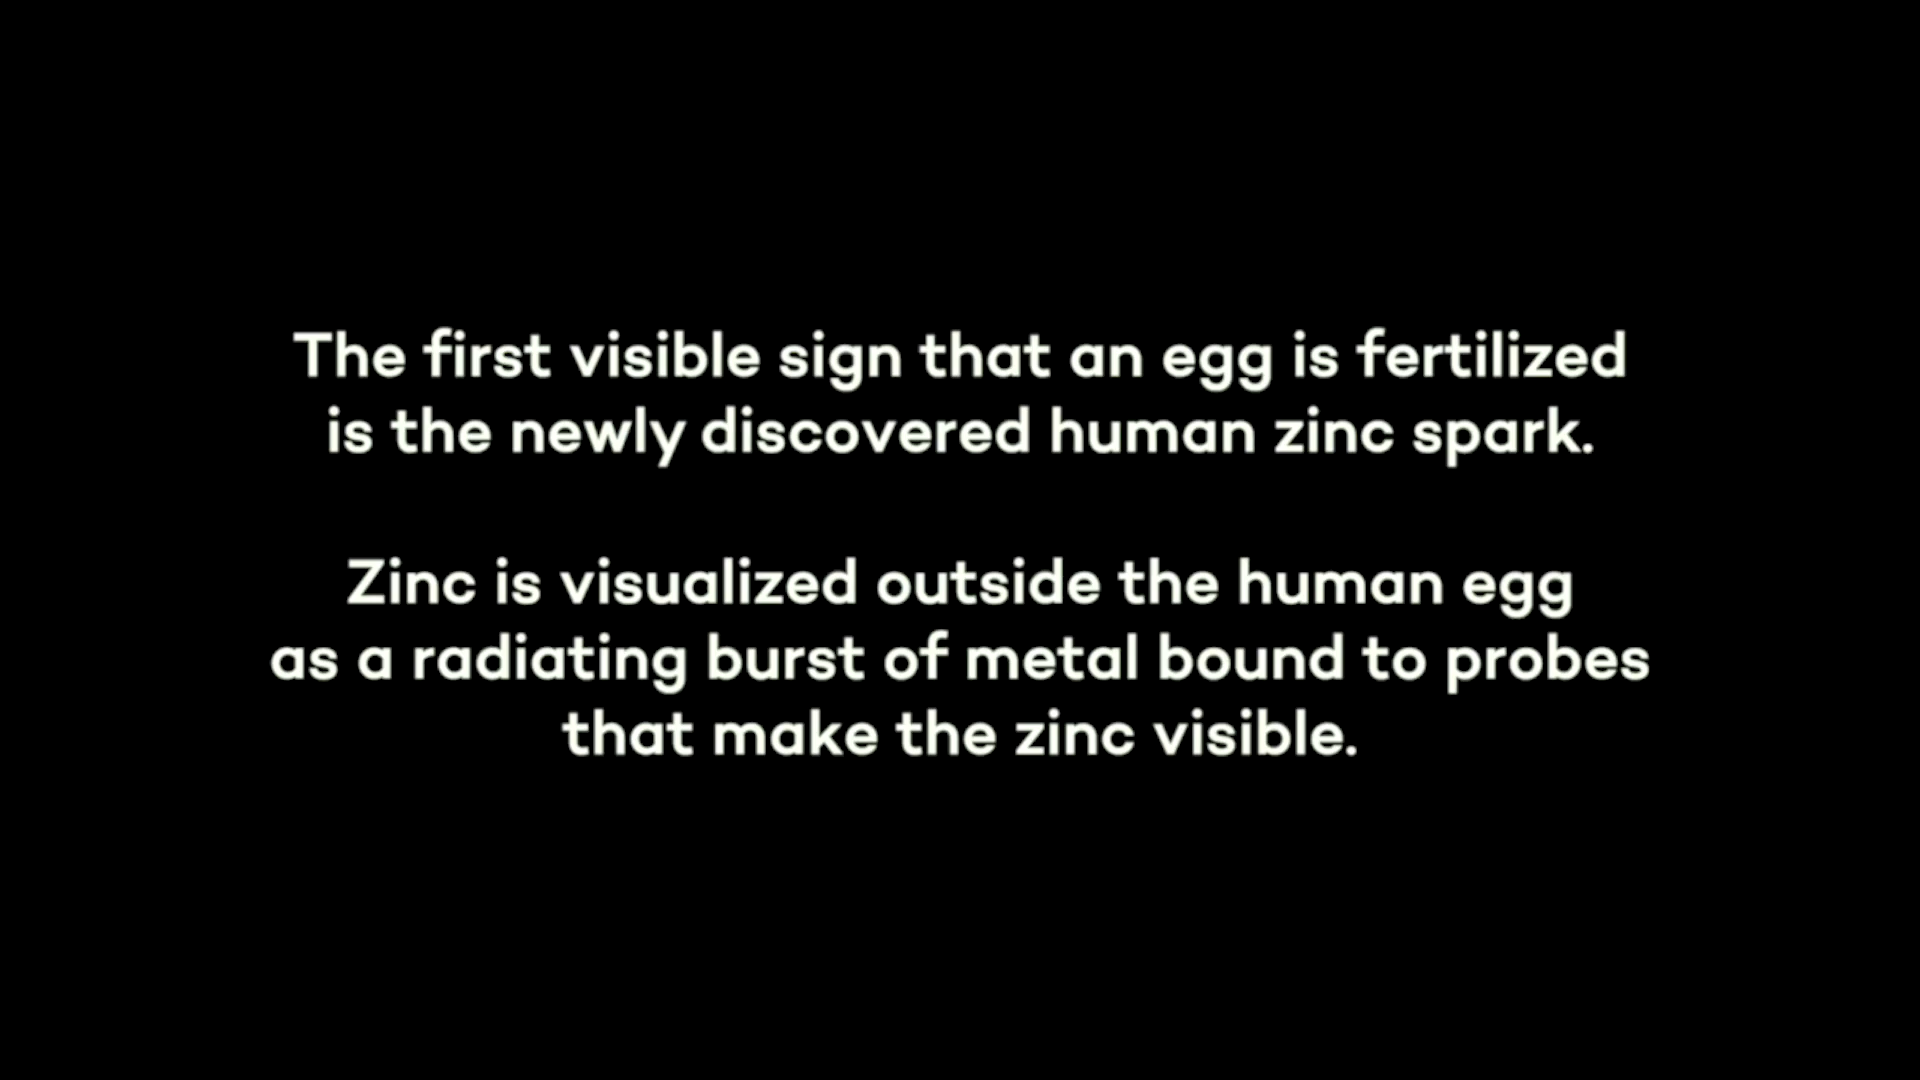 The first visible sign that an egg is fertilized
is the newly discovered human zinc spark.
Zinc is visualized outside the human egg
as a radiating burst of metal bound to probes
that make the zinc visible.